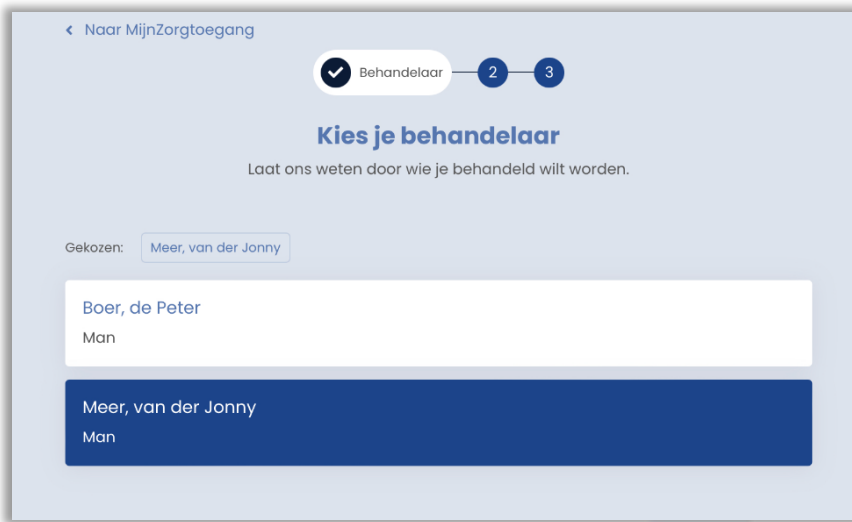 Naar MijnZorgtoegang
Behandelaar 2 3
Kies je behandelaar
Laat ons weten door wie je behandeld wilt worden.
Gekozen: Meer, van der Jonny
Boer, de Peter
Man
Meer, van der Jonny
Man